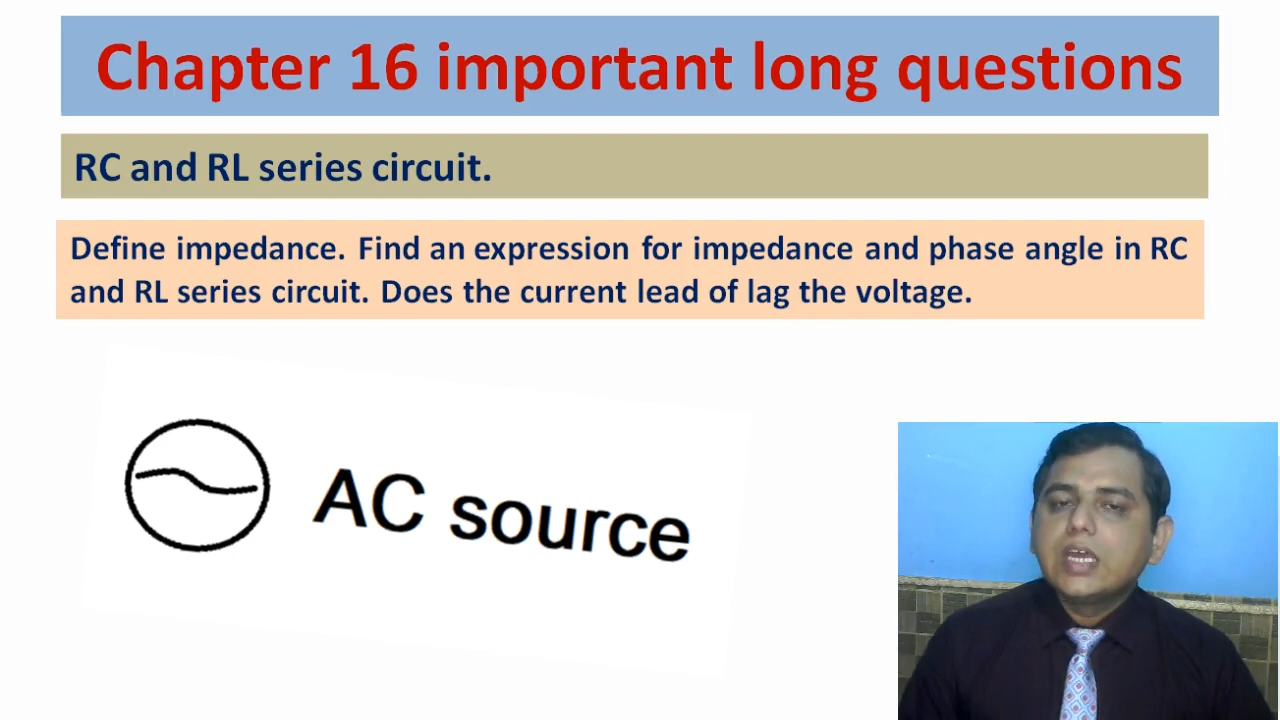 Chapter 16 important long questions
RC and RL series circuit.
Define impedance. Find an expression for impedance and phase angle in RC
and RL series circuit. Does the current lead of lag the voltage.
AC source